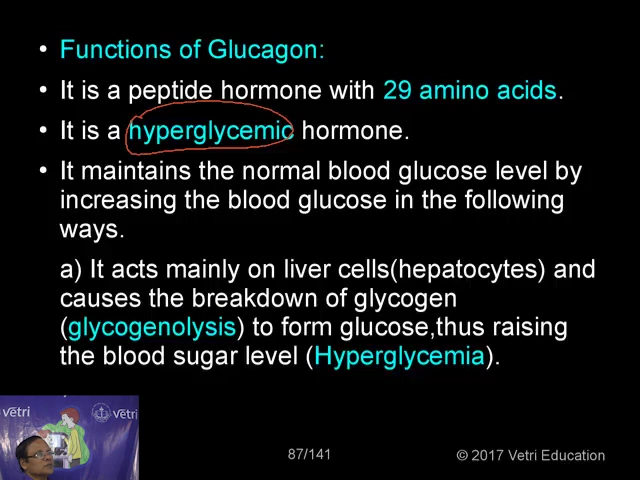 • Functions of Glucagon:
• It is a peptide hormone with 29 amino acids.
• It is a hyperglycemic hormone.
• It maintains the normal blood glucose level by
increasing the blood glucose in the following
ways.
a) It acts mainly on liver cells(hepatocytes) and
causes the breakdown of glycogen
(glycogenolysis) to form glucose,thus raising
the blood sugar level (Hyperglycemia).
vetri
vetri
87/141
© 2017 Vetri Education